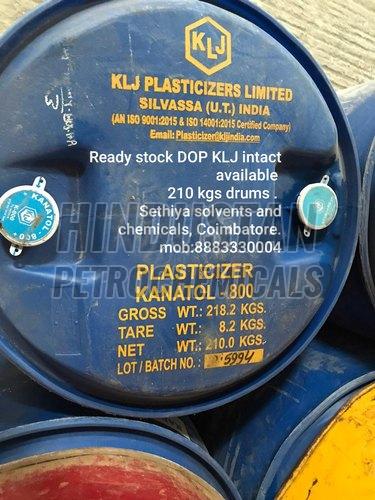 KLJ
KLJ PLASTICIZERS LIMITED
SILVASSA (U.T.) INDIA
(AN ISO 9001:2015 & ISO 14001:2015 Certified Company)
Email: Plasticizer@kljindia.com
Ready stock DOP KLJ intact
available
210 kgs drums .
Sethiya solvents and
chemicals, Coimbatore.
mob:8883330004
HINDUSTAN
PETROCHEMICALS
KLJ
KANATOL
800
PLASTICIZER
KANATOL 800
GROSS WT.: 218.2 KGS.
TARE WT.: 8.2 KGS.
NET WT.: 210.0 KGS.
LOT / BATCH NO. : 5994